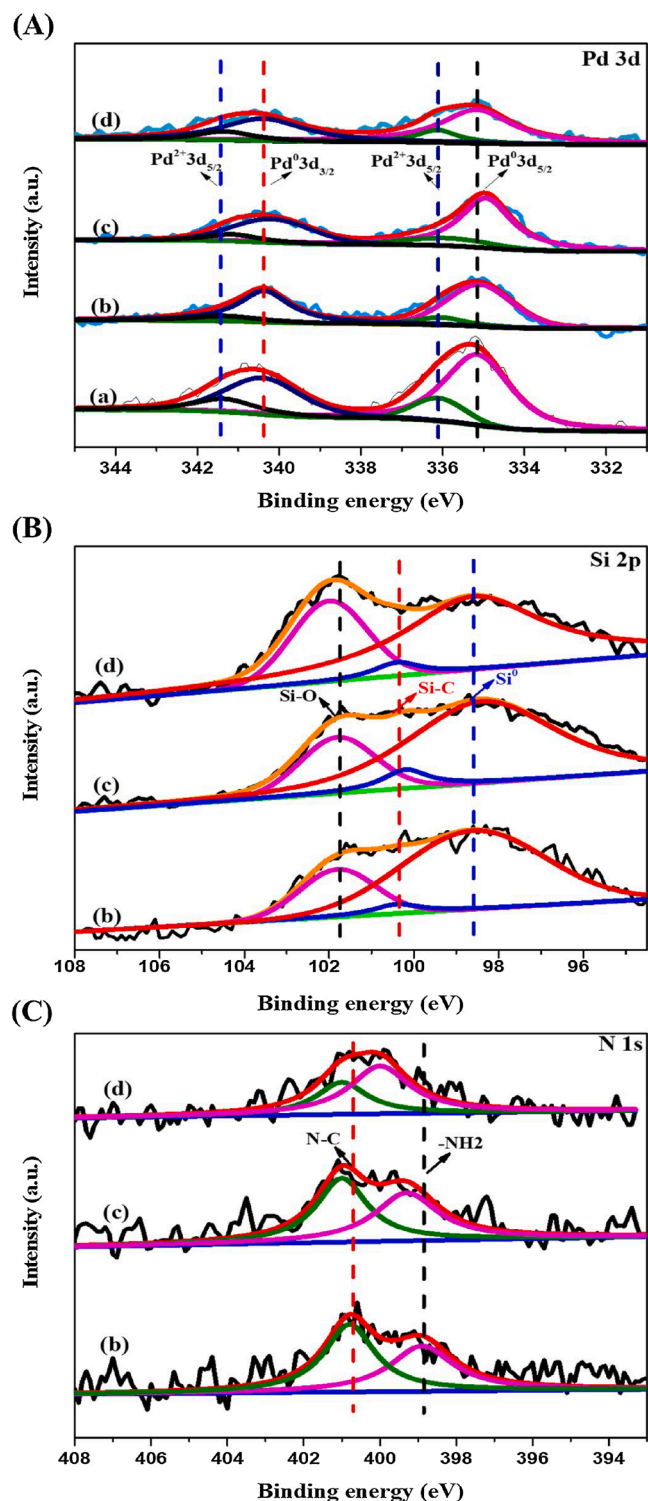 (A)
Pd 3d
(d)
Pd²⁺3d₅/₂ Pd⁰3d₃/₂ Pd²⁺3d₅/₂ Pd⁰3d₅/₂
(c)
(b)
(a)
Intensity (a.u.)
344 342 340 338 336 334 332
Binding energy (eV)
(B)
Si 2p
(d)
Si-O Si-C Si⁰
(c)
(b)
Intensity (a.u.)
108 106 104 102 100 98 96
Binding energy (eV)
(C)
N 1s
(d)
N-C -NH2
(c)
(b)
Intensity (a.u.)
408 406 404 402 400 398 396 394
Binding energy (eV)